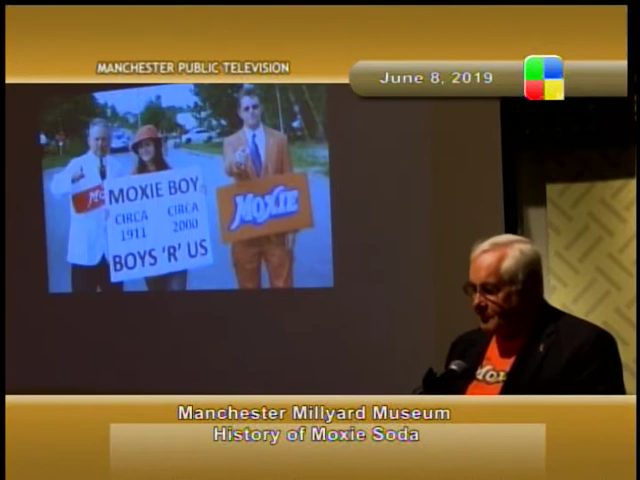 MANCHESTER PUBLIC TELEVISION
June 8, 2019
MOXIE BOY
CIRCA CIRCA
1911 2000
BOYS 'R' US
MOXIE
Manchester Millyard Museum
History of Moxie Soda